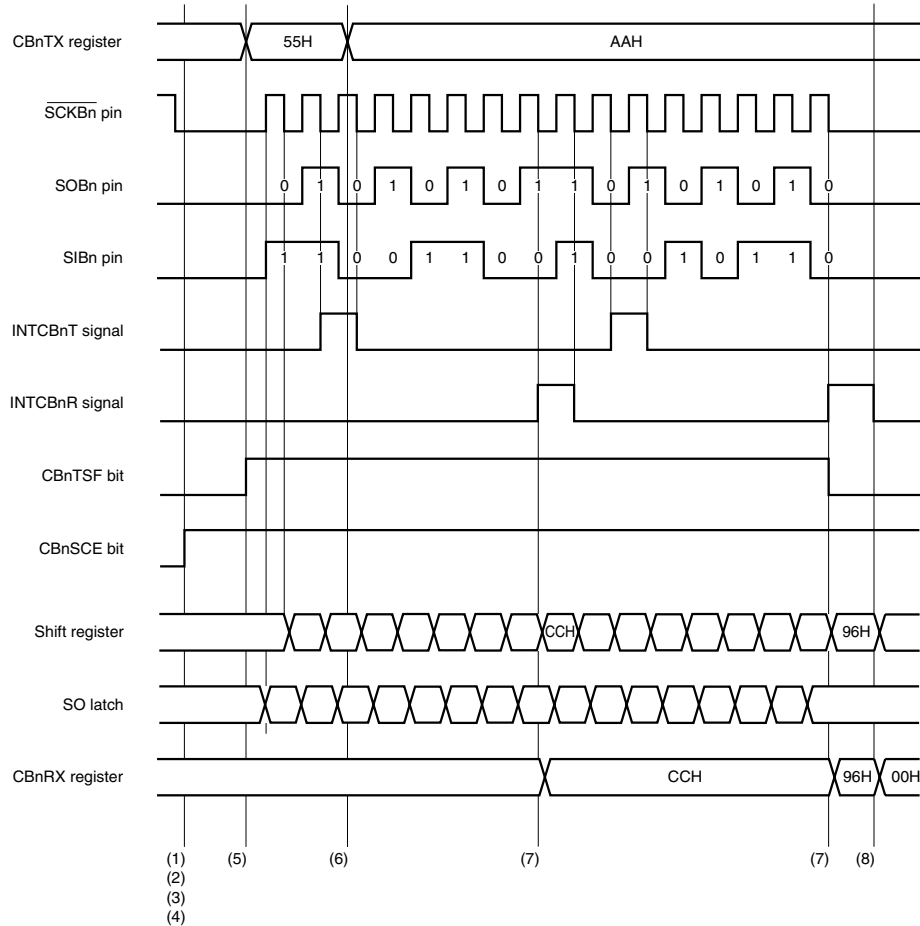 CBnTX register 55H AAH
SCKBn pin
SOBn pin 0 1 0 1 0 1 0 1 1 0 1 0 1 0 1 0
SIBn pin 1 1 0 0 1 1 0 0 1 0 0 1 0 1 1 0
INTCBnT signal
INTCBnR signal
CBnTSF bit
CBnSCE bit
Shift register CCH 96H
SO latch
CBnRX register CCH 96H 00H
(1) (5) (6) (7) (7) (8)
(2)
(3)
(4)